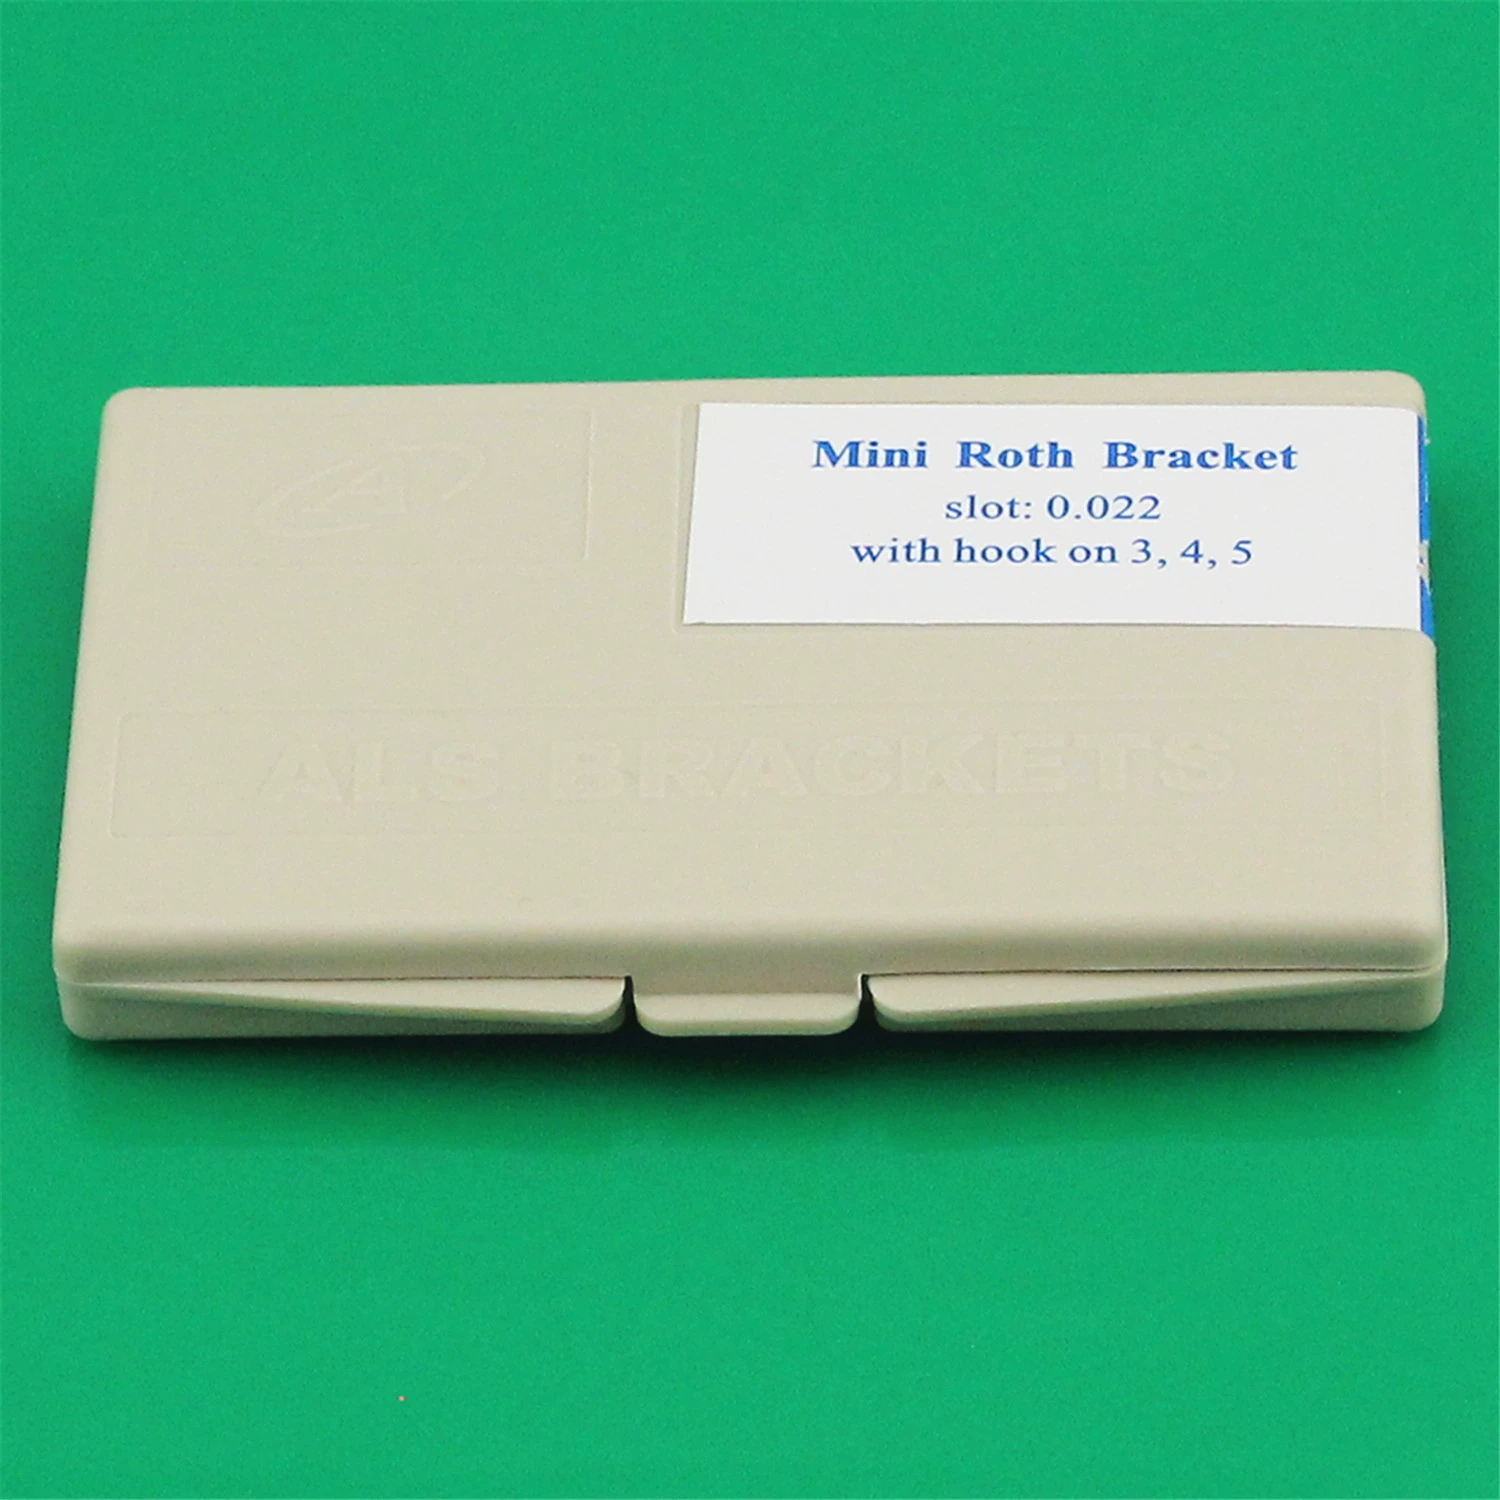 Mini Roth Bracket
slot: 0.022
with hook on 3, 4, 5
ALS BRACKETS